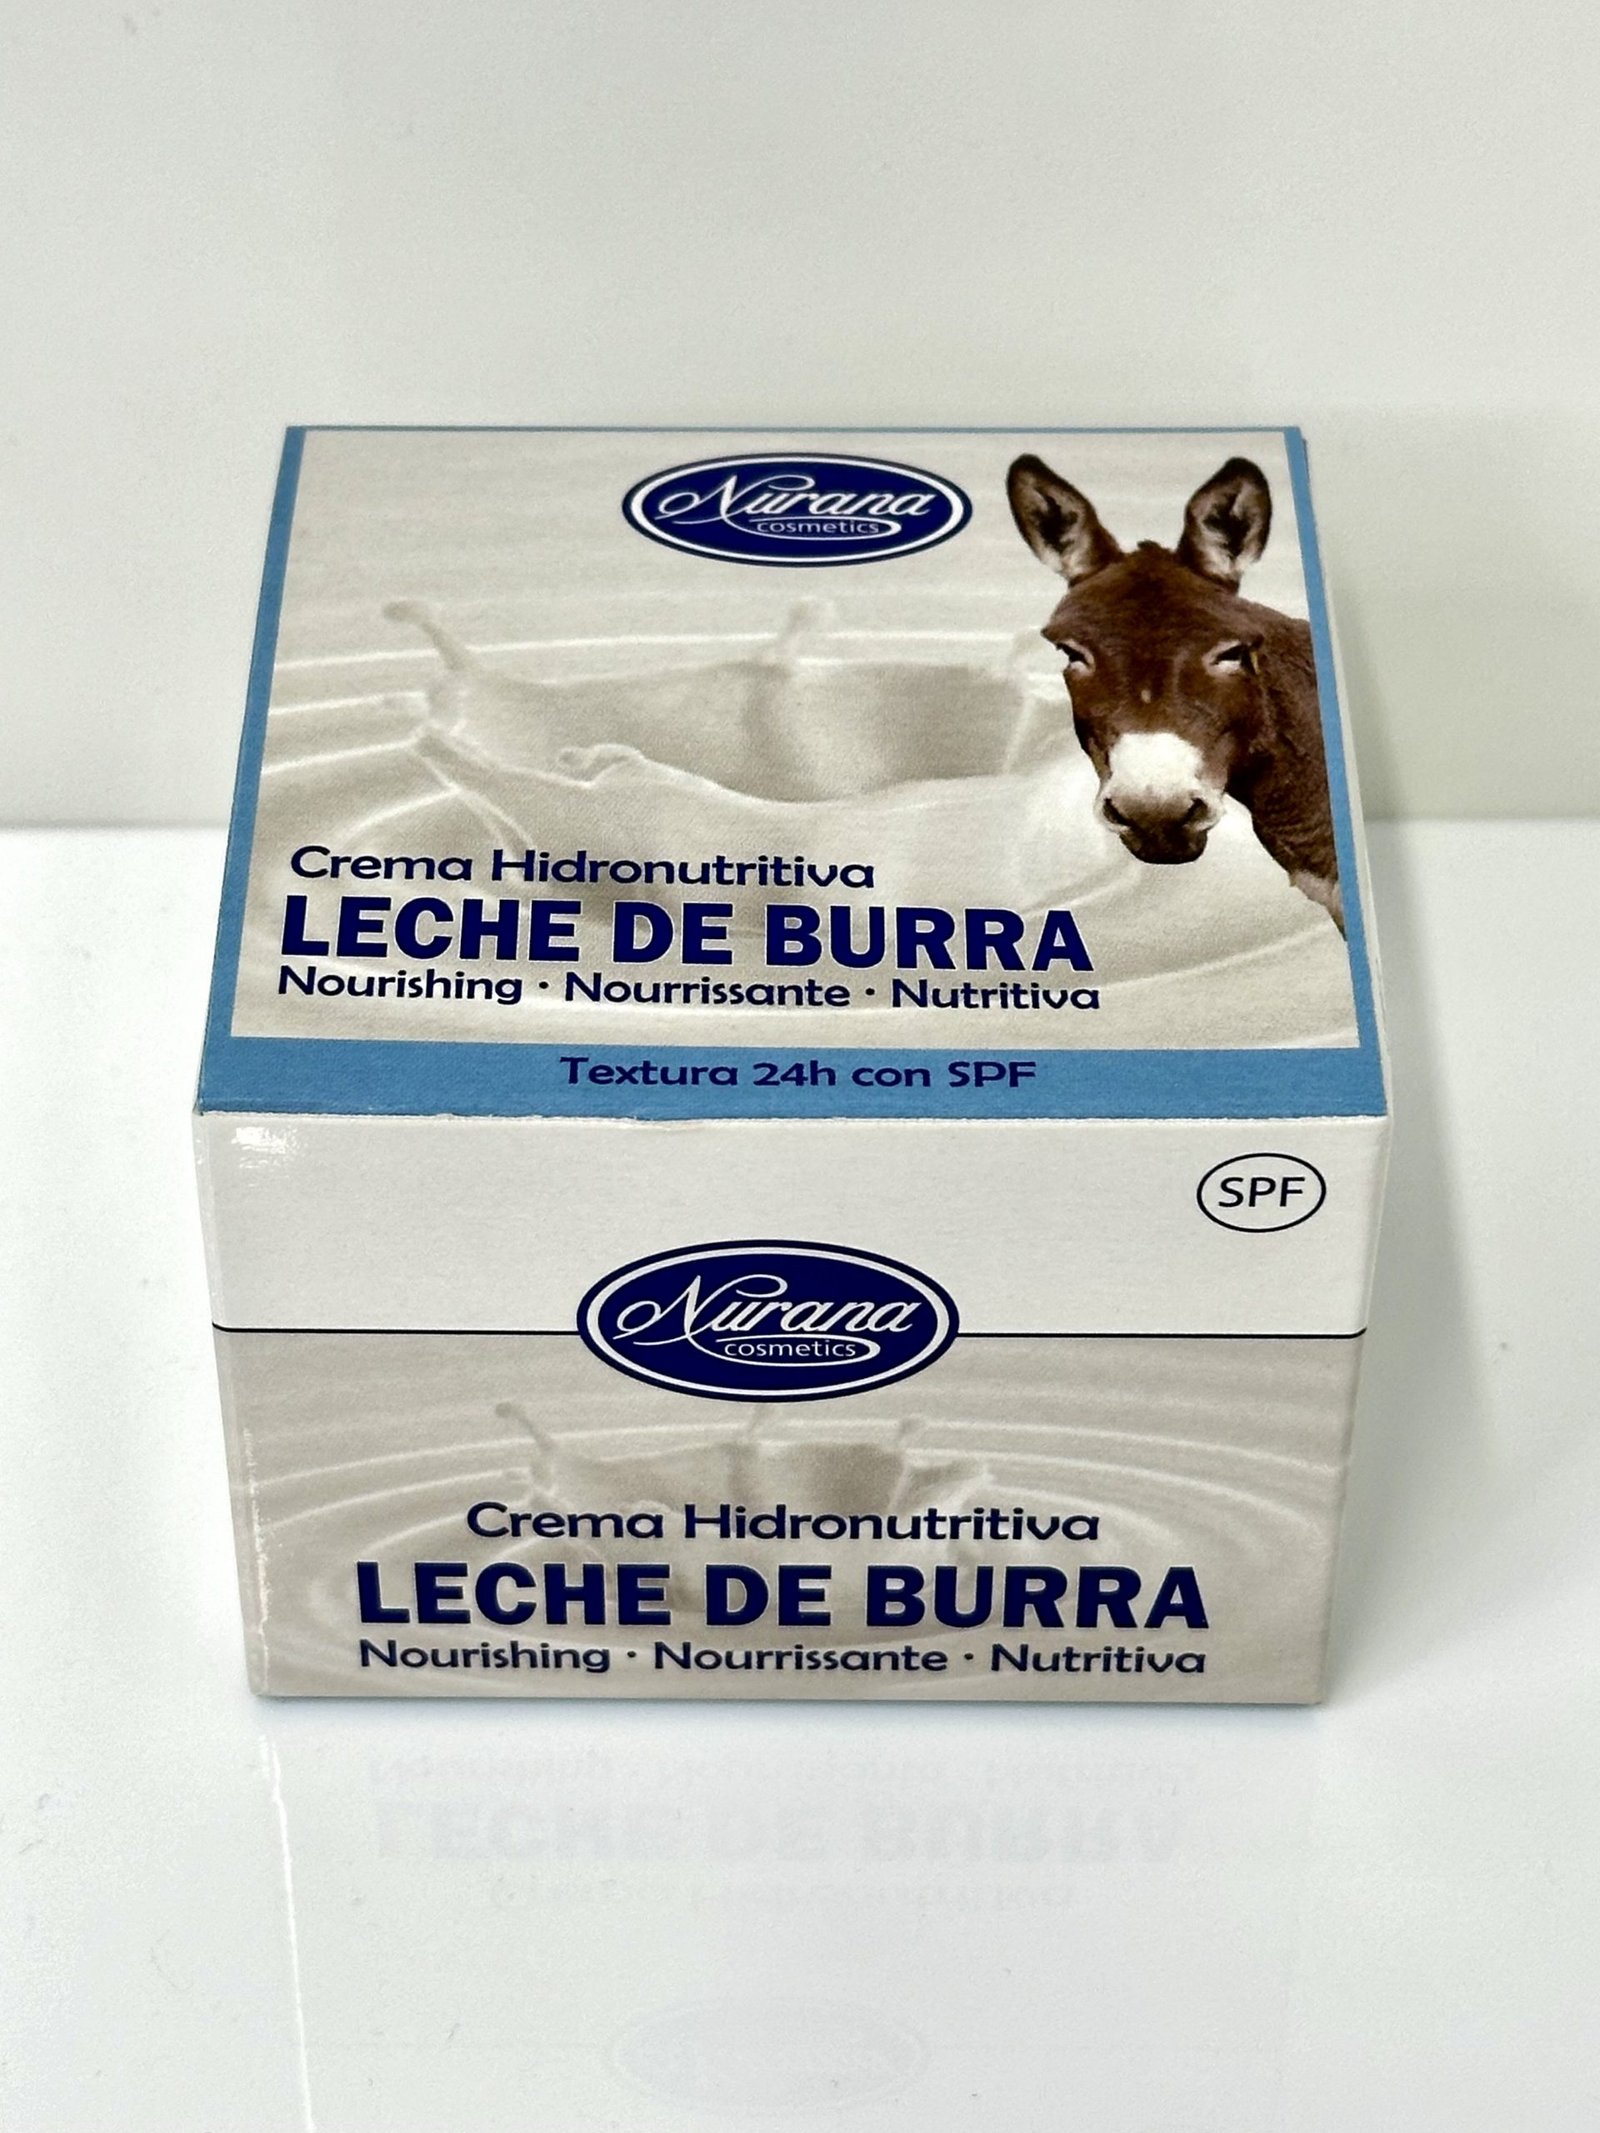 Nurana
cosmetics
Crema Hidronutritiva
LECHE DE BURRA
Nourishing · Nourrissante · Nutritiva
Textura 24h con SPF
SPF
Nurana
cosmetics
Crema Hidronutritiva
LECHE DE BURRA
Nourishing · Nourrissante · Nutritiva